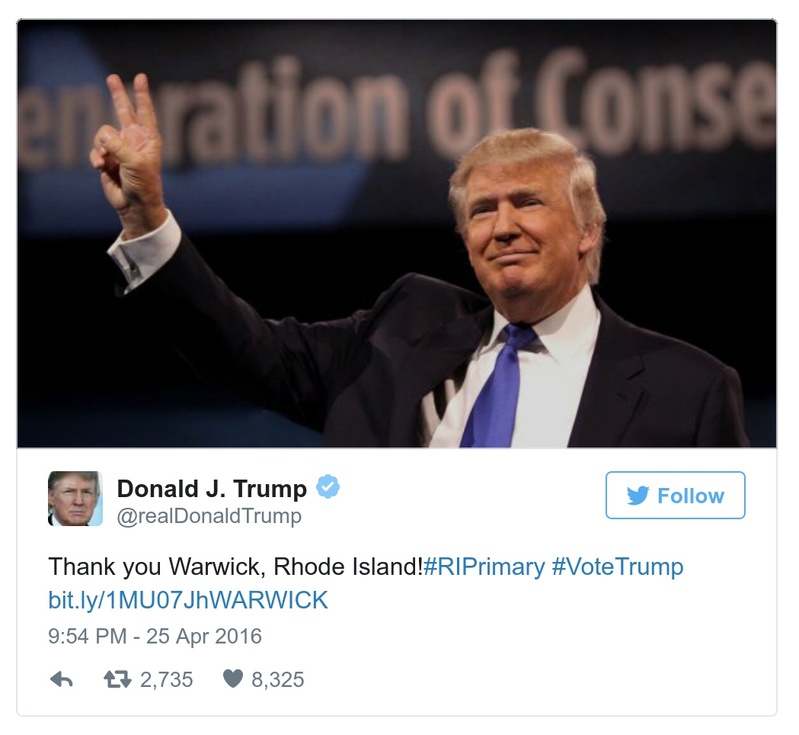 eneration of Conse
Donald J. Trump
@realDonaldTrump
Follow
Thank you Warwick, Rhode Island!#RIPrimary #VoteTrump
bit.ly/1MU07JhWARWICK
9:54 PM - 25 Apr 2016
2,735 8,325